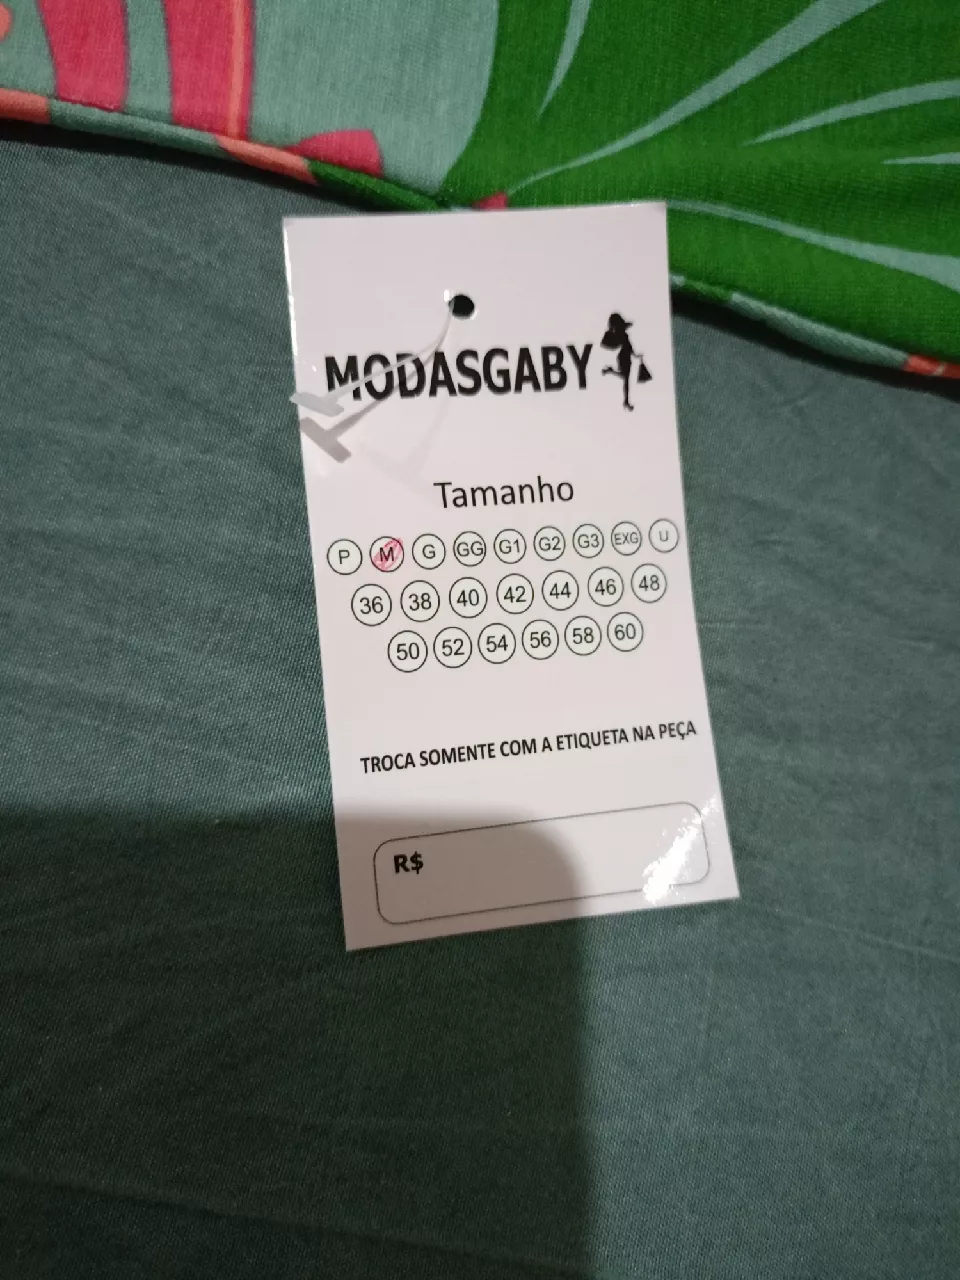 MODASGABY
Tamanho
P M G GG G1 G2 G3 EXG U
36 38 40 42 44 46 48
50 52 54 56 58 60
TROCA SOMENTE COM A ETIQUETA NA PEÇA
R$